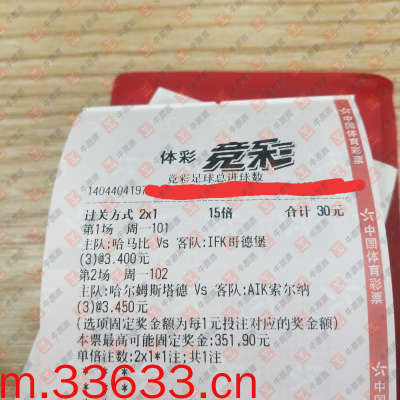 体彩 竞彩
竞彩足球总进球数
1404404197
过关方式 2x1 15倍 合计 30元
第1场 周一101
主队:哈马比 Vs 客队:IFK哥德堡
(3)@3.400元
第2场 周一102
主队:哈尔姆斯塔德 Vs 客队:AIK索尔纳
(3)@3.450元
(选项固定奖金额为每1元投注对应的奖金额)
本票最高可能固定奖金:351.90元
单倍注数:2x1*1注;共1注
中国体育彩票
中国体育彩票
m.33633.cn